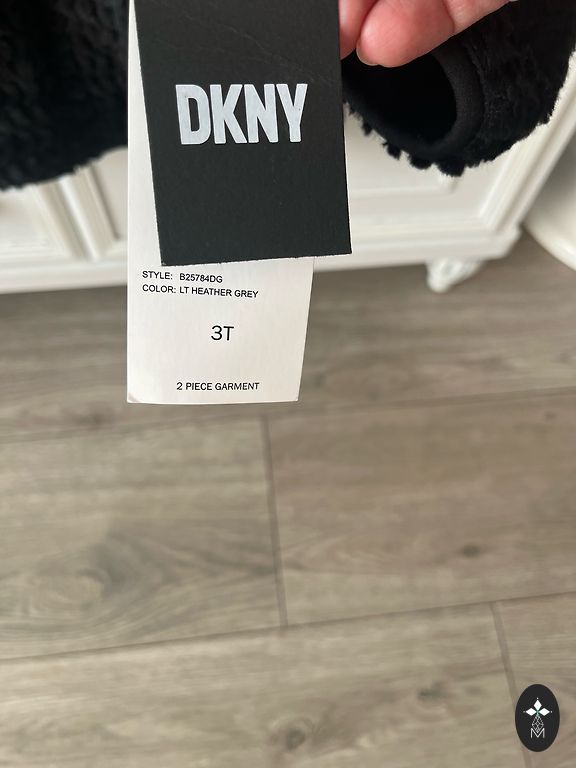 DKNY
STYLE: B25784DG
COLOR: LT HEATHER GREY
3T
2 PIECE GARMENT
M